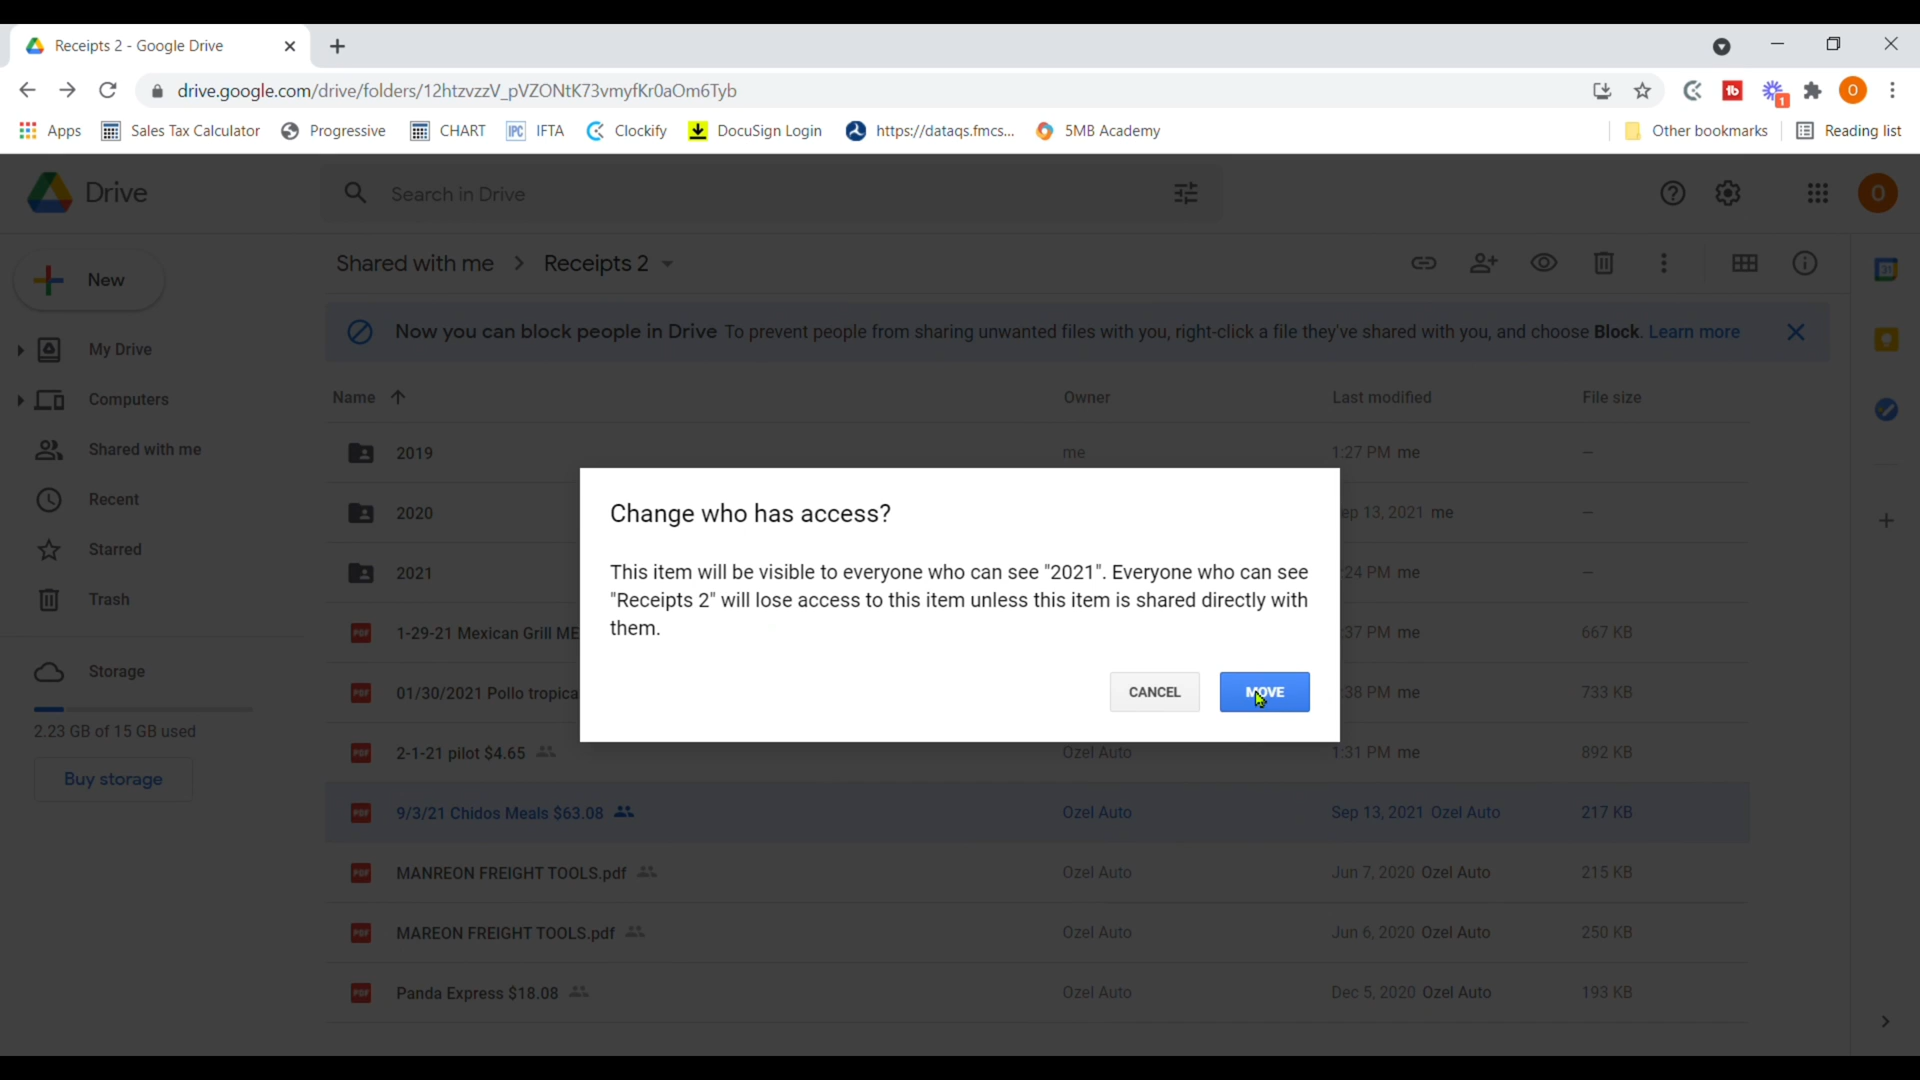 Receipts 2 - Google Drive
drive.google.com/drive/folders/12htzvzzV_pVZONtK73vmyfKr0aOm6Tyb
1
O
Apps Sales Tax Calculator Progressive CHART IPC IFTA Clockify DocuSign Login https://dataqs.fmcs... 5MB Academy Other bookmarks Reading list
Drive
Search in Drive
O
New
Shared with me > Receipts 2
31
Now you can block people in Drive To prevent people from sharing unwanted files with you, right-click a file they've shared with you, and choose Block. Learn more
My Drive
Computers
Shared with me
Recent
Starred
Trash
Storage
2.23 GB of 15 GB used
Buy storage
Name Owner Last modified File size
2019 me 1:27 PM me –
2020 ep 13, 2021 me –
2021 24 PM me –
PDF 1-29-21 Mexican Grill ME 37 PM me 667 KB
PDF 01/30/2021 Pollo tropica 38 PM me 733 KB
PDF 2-1-21 pilot $4.65 Ozel Auto 1:31 PM me 892 KB
PDF 9/3/21 Chidos Meals $63.08 Ozel Auto Sep 13, 2021 Ozel Auto 217 KB
PDF MANREON FREIGHT TOOLS.pdf Ozel Auto Jun 7, 2020 Ozel Auto 215 KB
PDF MAREON FREIGHT TOOLS.pdf Ozel Auto Jun 6, 2020 Ozel Auto 250 KB
PDF Panda Express $18.08 Ozel Auto Dec 5, 2020 Ozel Auto 193 KB
Change who has access?
This item will be visible to everyone who can see "2021". Everyone who can see
"Receipts 2" will lose access to this item unless this item is shared directly with
them.
CANCEL MOVE